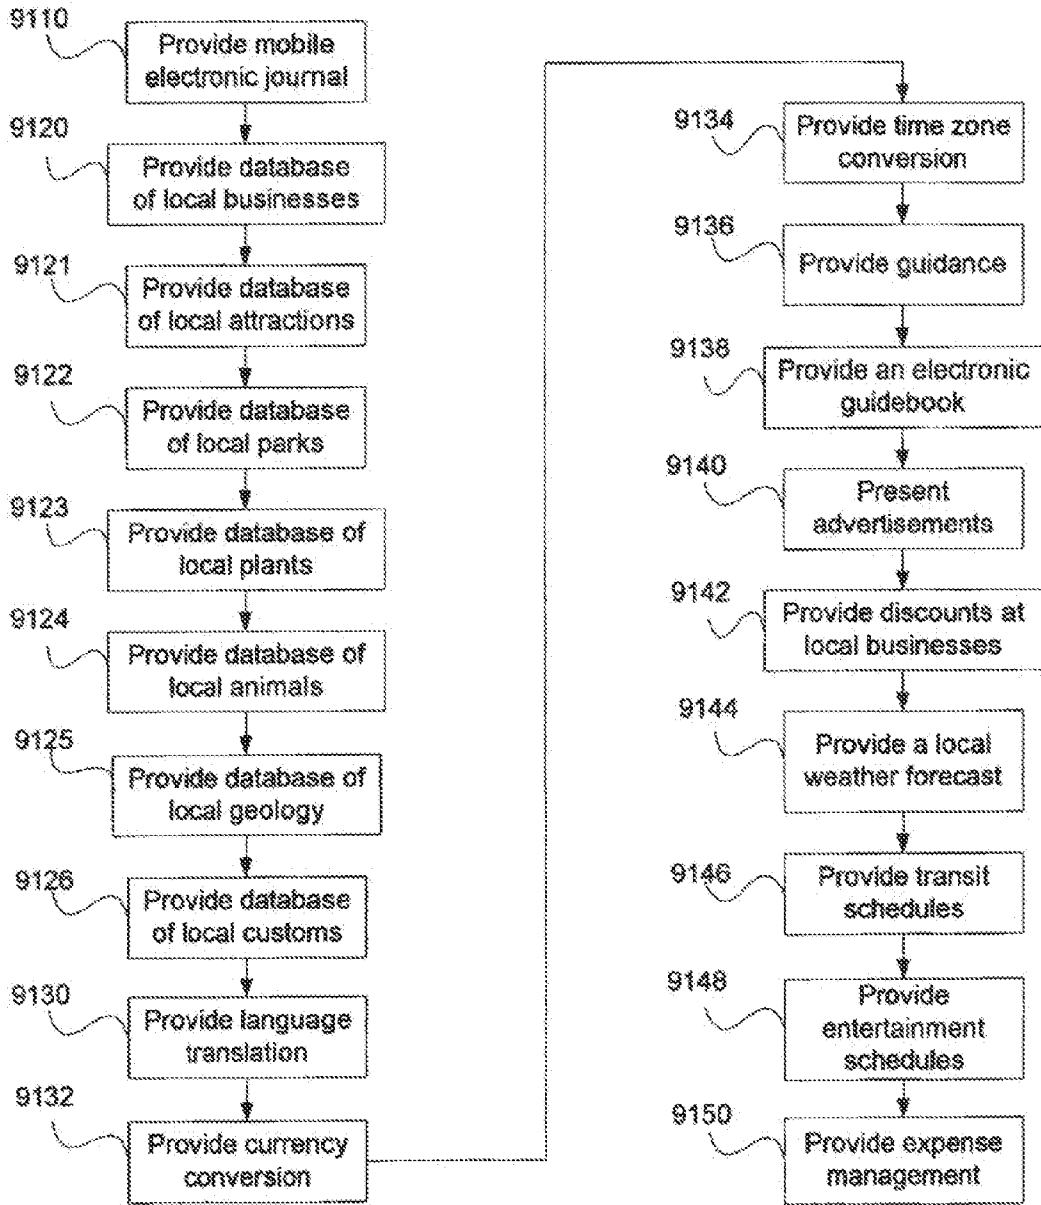 9110
Provide mobile
electronic journal
9120
Provide database
of local businesses
9121
Provide database
of local attractions
9122
Provide database
of local parks
9123
Provide database of
local plants
9124
Provide database of
local animals
9125
Provide database of
local geology
9126
Provide database
of local customs
9130
Provide language
translation
9132
Provide currency
conversion
9134
Provide time zone
conversion
9136
Provide guidance
9138
Provide an electronic
guidebook
9140
Present
advertisements
9142
Provide discounts at
local businesses
9144
Provide a local
weather forecast
9146
Provide transit
schedules
9148
Provide
entertainment
schedules
9150
Provide expense
management